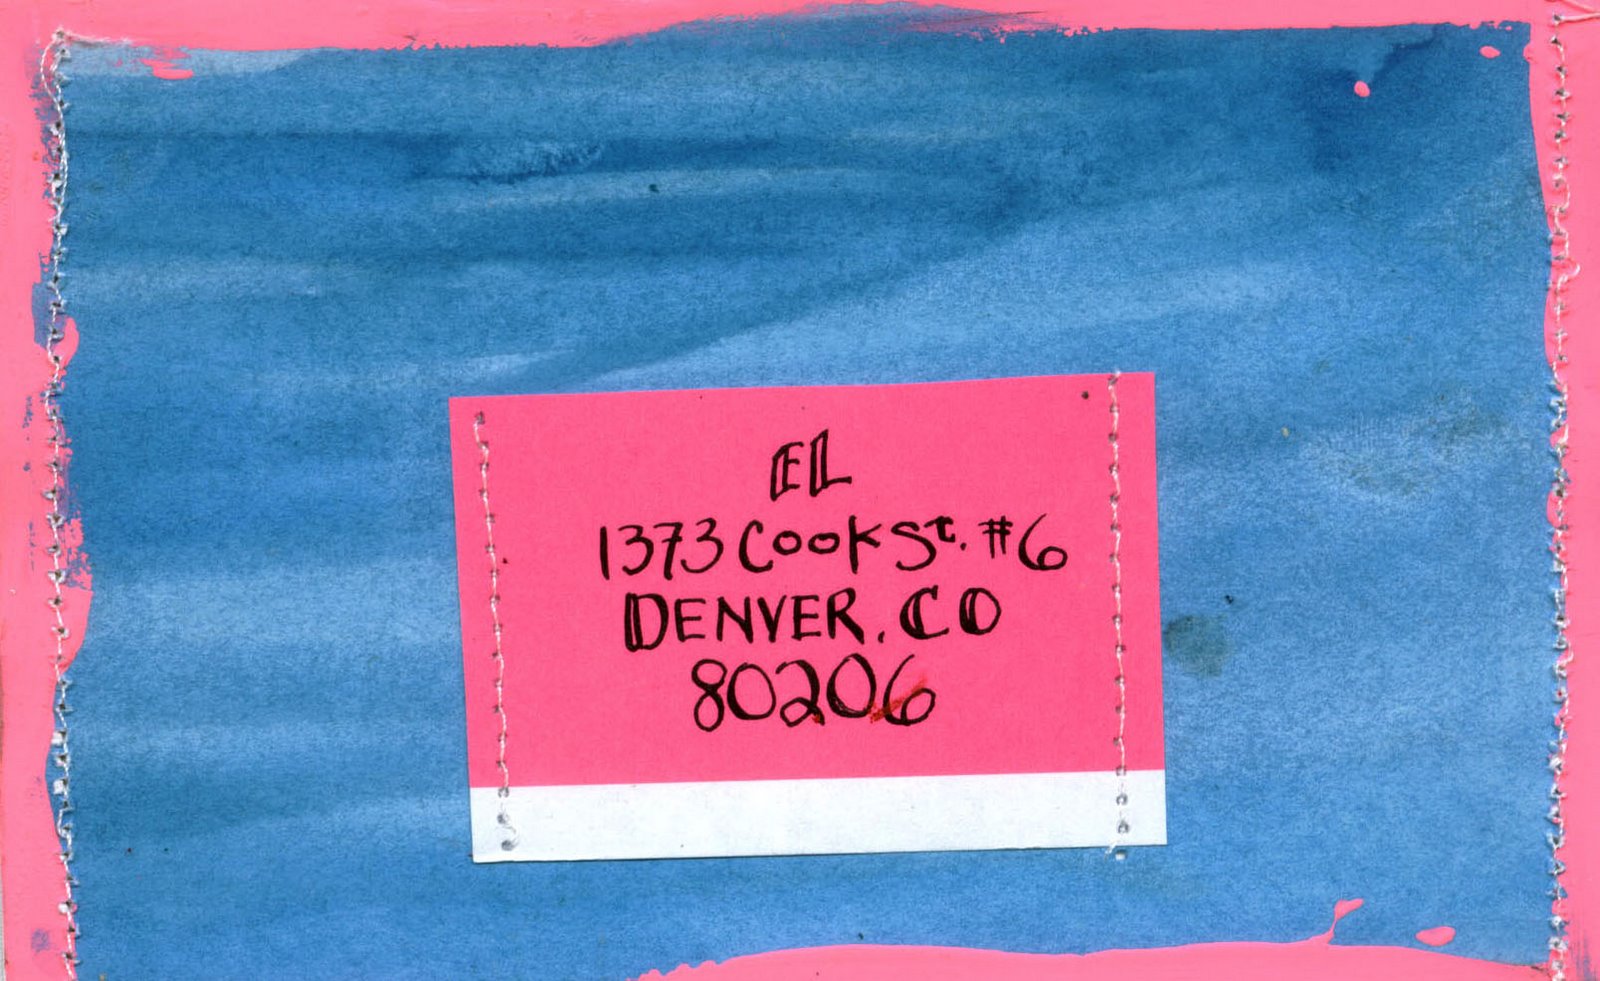 EL
1373 Cook St. #6
DENVER, CO
80206